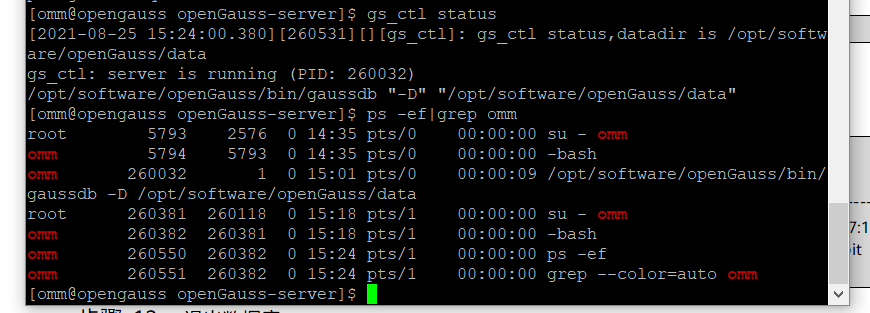 [omm@opengauss openGauss-server]$ gs_ctl status
[2021-08-25 15:24:00.380][260531][][gs_ctl]: gs_ctl status,datadir is /opt/softw
are/openGauss/data
gs_ctl: server is running (PID: 260032)
/opt/software/openGauss/bin/gaussdb "-D" "/opt/software/openGauss/data"
[omm@opengauss openGauss-server]$ ps -ef|grep omm
root 5793 2576 0 14:35 pts/0 00:00:00 su - omm
omm 5794 5793 0 14:35 pts/0 00:00:00 -bash
omm 260032 1 0 15:01 pts/0 00:00:09 /opt/software/openGauss/bin/
gaussdb -D /opt/software/openGauss/data
root 260381 260118 0 15:18 pts/1 00:00:00 su - omm
omm 260382 260381 0 15:18 pts/1 00:00:00 -bash
omm 260550 260382 0 15:24 pts/1 00:00:00 ps -ef
omm 260551 260382 0 15:24 pts/1 00:00:00 grep --color=auto omm
[omm@opengauss openGauss-server]$
7:1
bit